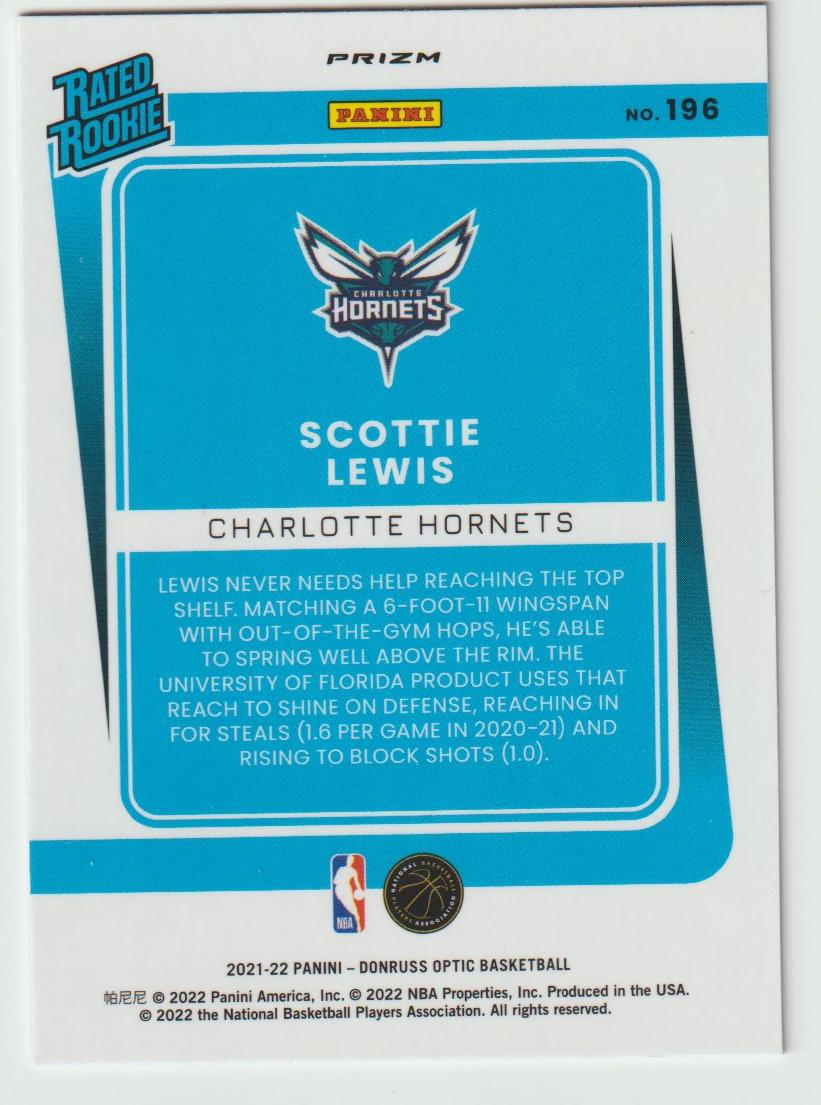 PRIZM
RATED
ROOKIE
PANINI
NO. 196
CHARLOTTE
HORNETS
SCOTTIE
LEWIS
CHARLOTTE HORNETS
LEWIS NEVER NEEDS HELP REACHING THE TOP
SHELF. MATCHING A 6-FOOT-11 WINGSPAN
WITH OUT-OF-THE-GYM HOPS, HE'S ABLE
TO SPRING WELL ABOVE THE RIM. THE
UNIVERSITY OF FLORIDA PRODUCT USES THAT
REACH TO SHINE ON DEFENSE, REACHING IN
FOR STEALS (1.6 PER GAME IN 2020-21) AND
RISING TO BLOCK SHOTS (1.0).
NBA
NATIONAL BASKETBALL
PLAYERS ASSOCIATION
2021-22 PANINI – DONRUSS OPTIC BASKETBALL
帕尼尼 © 2022 Panini America, Inc. © 2022 NBA Properties, Inc. Produced in the USA.
© 2022 the National Basketball Players Association. All rights reserved.